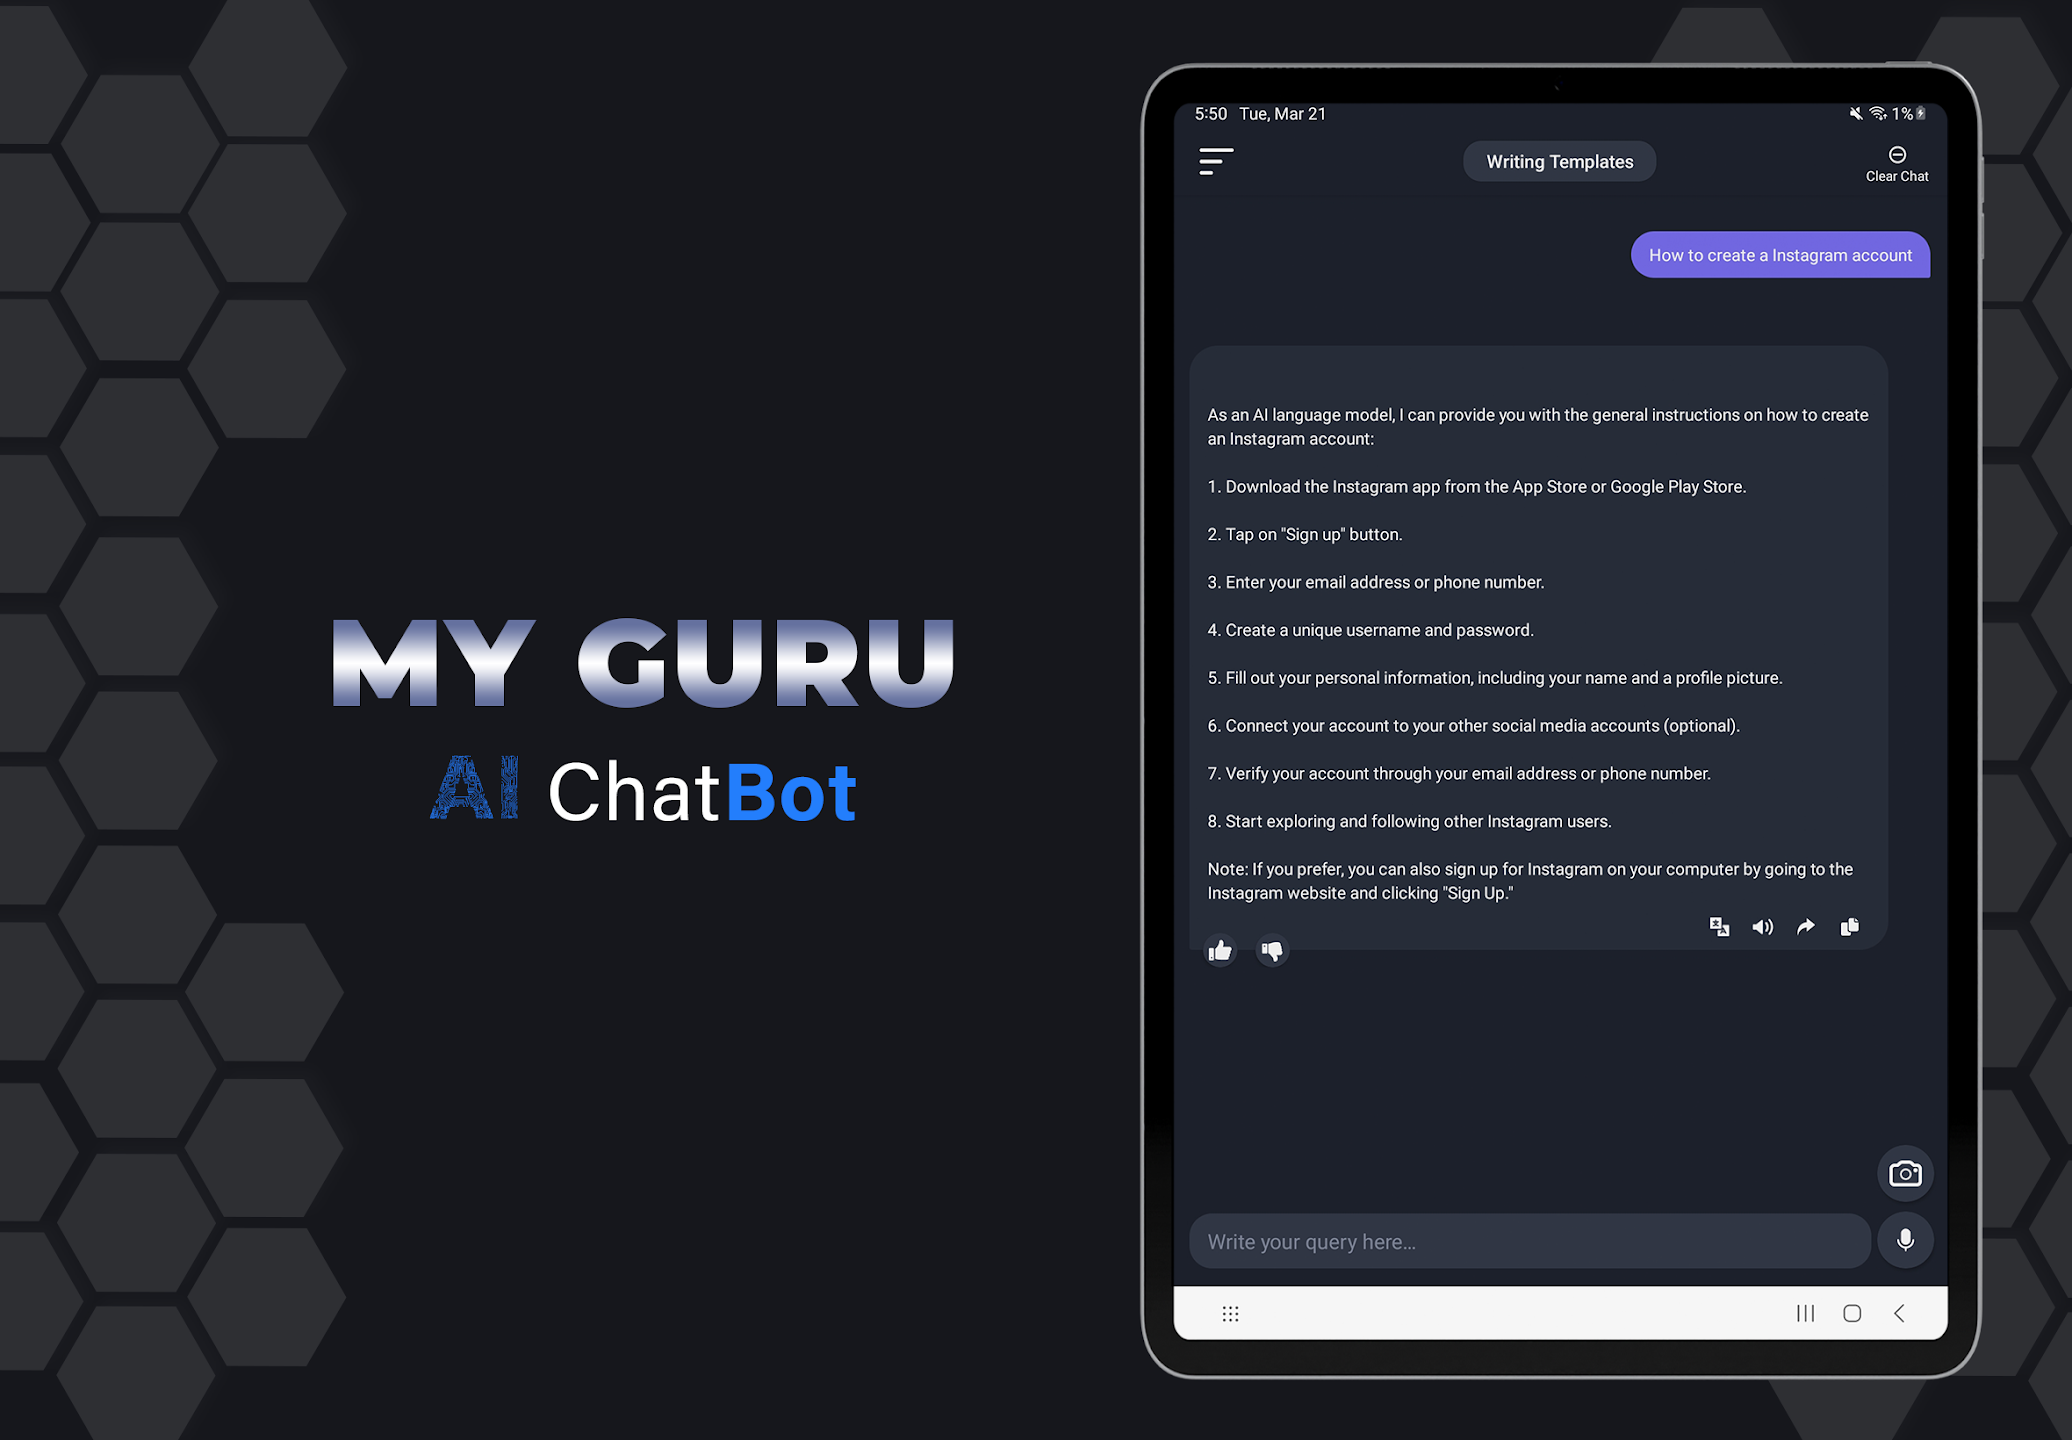 MY GURU
AI ChatBot
5:50 Tue, Mar 21
1%
Writing Templates
Clear Chat
How to create a Instagram account
As an AI language model, I can provide you with the general instructions on how to create
an Instagram account:
1. Download the Instagram app from the App Store or Google Play Store.
2. Tap on "Sign up" button.
3. Enter your email address or phone number.
4. Create a unique username and password.
5. Fill out your personal information, including your name and a profile picture.
6. Connect your account to your other social media accounts (optional).
7. Verify your account through your email address or phone number.
8. Start exploring and following other Instagram users.
Note: If you prefer, you can also sign up for Instagram on your computer by going to the
Instagram website and clicking "Sign Up."
Write your query here...